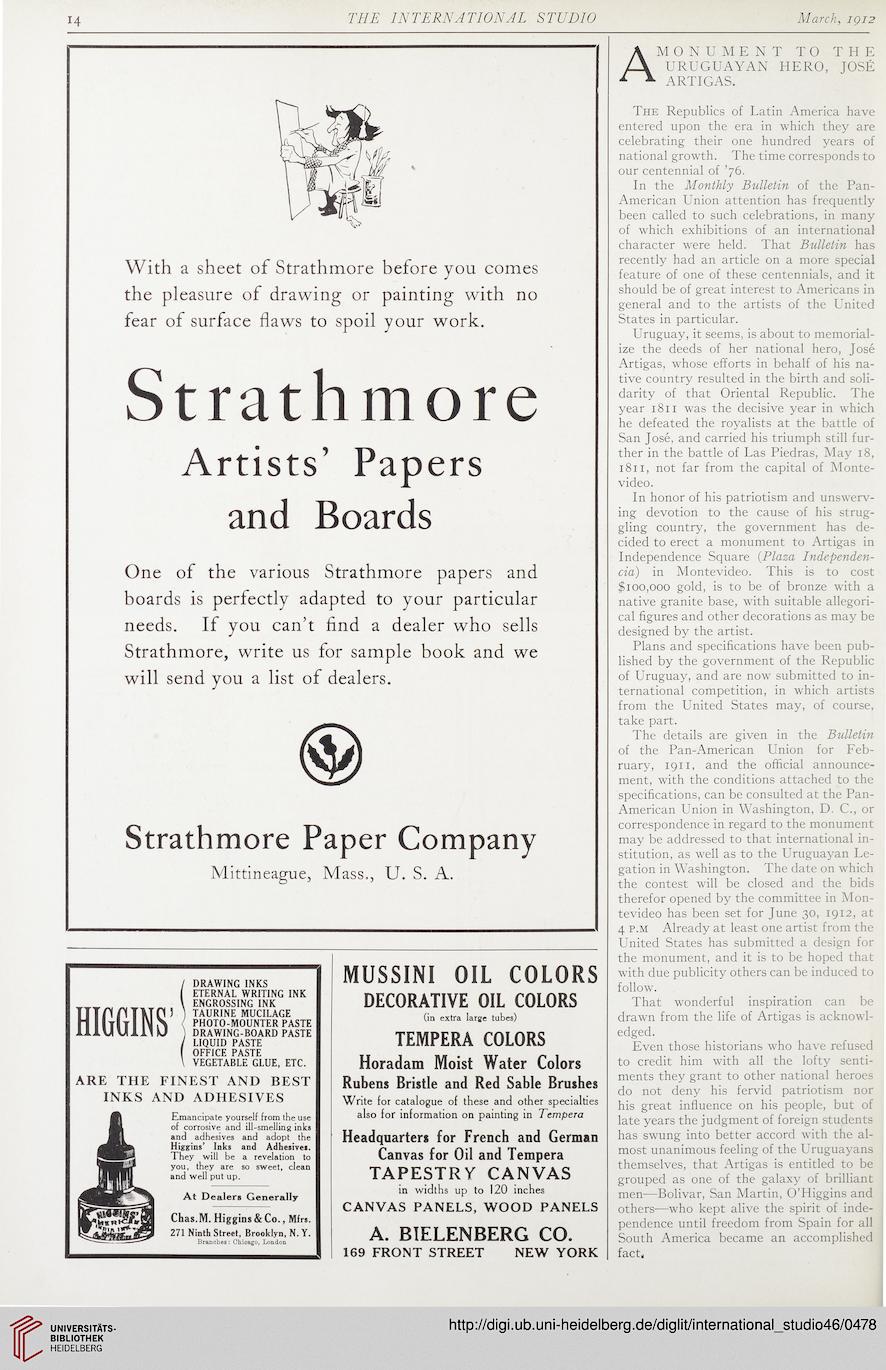 14
THE INTERNATIONAL STUDIO
March, 1912
With a sheet of Strathmore before you comes
the pleasure of drawing or painting with no
fear of surface flaws to spoil your work.
Strathmore
Artists' Papers
and Boards
One of the various Strathmore papers and
boards is perfectly adapted to your particular
needs. If you can't find a dealer who sells
Strathmore, write us for sample book and we
will send you a list of dealers.
Strathmore Paper Company
Mittineague, Mass., U. S. A.
HIGGINS'
DRAWING INKS
ETERNAL WRITING INK
ENGROSSING INK
TAURINE MUCILAGE
PHOTO-MOUNTER PASTE
DRAWING-BOARD PASTE
LIQUID PASTE
OFFICE PASTE
VEGETABLE GLUE, ETC.
ARE THE FINEST AND BEST
INKS AND ADHESIVES
Emancipate yourself from the use
of corrosive and ill-smelling inks
and adhesives and adopt the
Higgins' Inks and Adhesives.
They will be a revelation to
you, they are so sweet, clean
and well put up.
At Dealers Generally
Chas. M. Higgins & Co., Mfrs.
271 Ninth Street, Brooklyn, N. Y.
Branches: Chicago, London
HIGGINS'
AMERICAN
INDIA INK
MUSSINI OIL COLORS
DECORATIVE OIL COLORS
(in extra large tubes)
TEMPERA COLORS
Horadam Moist Water Colors
Rubens Bristle and Red Sable Brushes
Write for catalogue of these and other specialties
also for information on painting in Tempera
Headquarters for French and German
Canvas for Oil and Tempera
TAPESTRY CANVAS
in widths up to 120 inches
CANVAS PANELS, WOOD PANELS
A. BIELENBERG CO.
169 FRONT STREET NEW YORK
A MONUMENT TO THE
URUGUAYAN HERO, JOSÉ
ARTIGAS.
The Republics of Latin America have
entered upon the era in which they are
celebrating their one hundred years of
national growth. The time corresponds to
our centennial of '76.
In the Monthly Bulletin of the Pan-
American Union attention has frequently
been called to such celebrations, in many
of which exhibitions of an international
character were held. That Bulletin has
recently had an article on a more special
feature of one of these centennials, and it
should be of great interest to Americans in
general and to the artists of the United
States in particular.
Uruguay, it seems, is about to memorial-
ize the deeds of her national hero, José
Artigas, whose efforts in behalf of his na-
tive country resulted in the birth and soli-
darity of that Oriental Republic. The
year 1811 was the decisive year in which
he defeated the royalists at the battle of
San José, and carried his triumph still fur-
ther in the battle of Las Piedras, May 18,
1811, not far from the capital of Monte-
video.
In honor of his patriotism and unswerv-
ing devotion to the cause of his strug-
gling country, the government has de-
cided to erect a monument to Artigas in
Independence Square (Plaza Independen-
cia) in Montevideo. This is to cost
$100,000 gold, is to be of bronze with a
native granite base, with suitable allegori-
cal figures and other decorations as may be
designed by the artist.
Plans and specifications have been pub-
lished by the government of the Republic
of Uruguay, and are now submitted to in-
ternational competition, in which artists
from the United States may, of course,
take part.
The details are given in the Bulletin
of the Pan-American Union for Feb-
ruary, 1911, and the official announce-
ment, with the conditions attached to the
specifications, can be consulted at the Pan-
American Union in Washington, D. C., or
correspondence in regard to the monument
may be addressed to that international in-
stitution, as well as to the Uruguayan Le-
gation in Washington. The date on which
the contest will be closed and the bids
therefor opened by the committee in Mon-
tevideo has been set for June 30, 1912, at
4 P.M Already at least one artist from the
United States has submitted a design for
the monument, and it is to be hoped that
with due publicity others can be induced to
follow.
That wonderful inspiration can be
drawn from the life of Artigas is acknowl-
edged.
Even those historians who have refused
to credit him with all the lofty senti-
ments they grant to other national heroes
do not deny his fervid patriotism nor
his great influence on his people, but of
late years the judgment of foreign students
has swung into better accord with the al-
most unanimous feeling of the Uruguayans
themselves, that Artigas is entitled to be
grouped as one of the galaxy of brilliant
men—Bolivar, San Martin, O'Higgins and
others—who kept alive the spirit of inde-
pendence until freedom from Spain for all
South America became an accomplished
fact.
UNIVERSITÄTS-
BIBLIOTHEK
HEIDELBERG
http://digi.ub.uni-heidelberg.de/diglit/international_studio46/0478